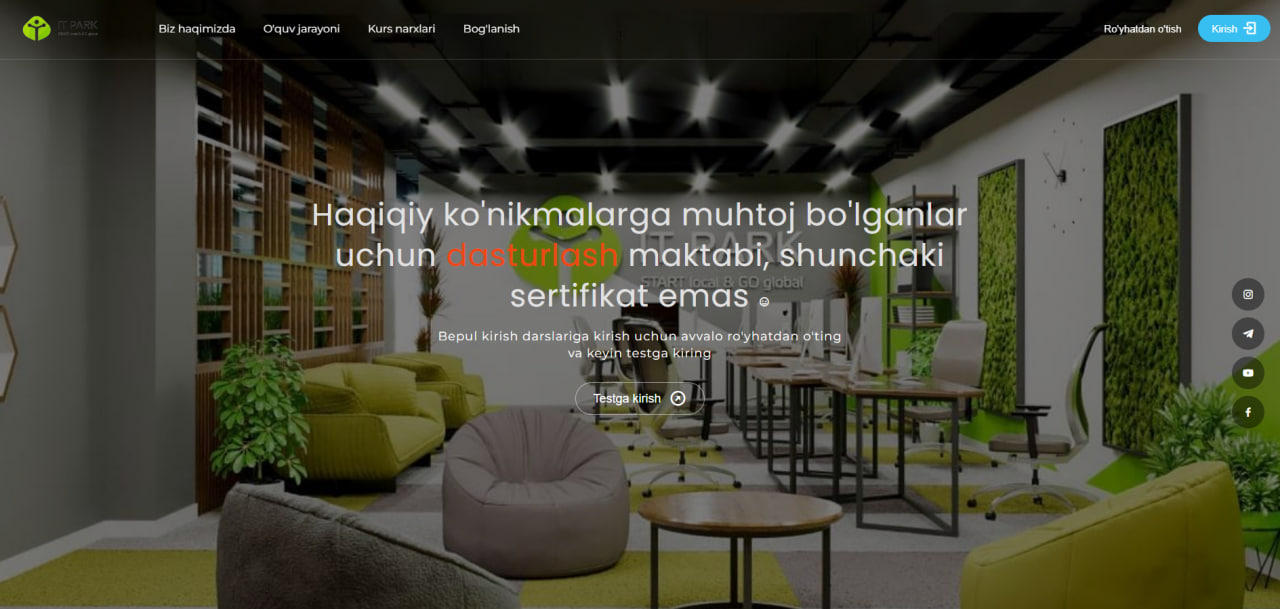 IT PARK
Biz haqimizda
O'quv jarayoni
Kurs narxlari
Bog'lanish
Ro'yhatdan o'tish
Kirish
Haqiqiy ko'nikmalarga muhtoj bo'lganlar
uchun dasturlash maktabi, shunchaki
sertifikat emas ☺
IT PARK
START local & GO global
Bepul kirish darslariga kirish uchun avvalo ro'yhatdan o'ting
va keyin testga kiring
Testga kirish